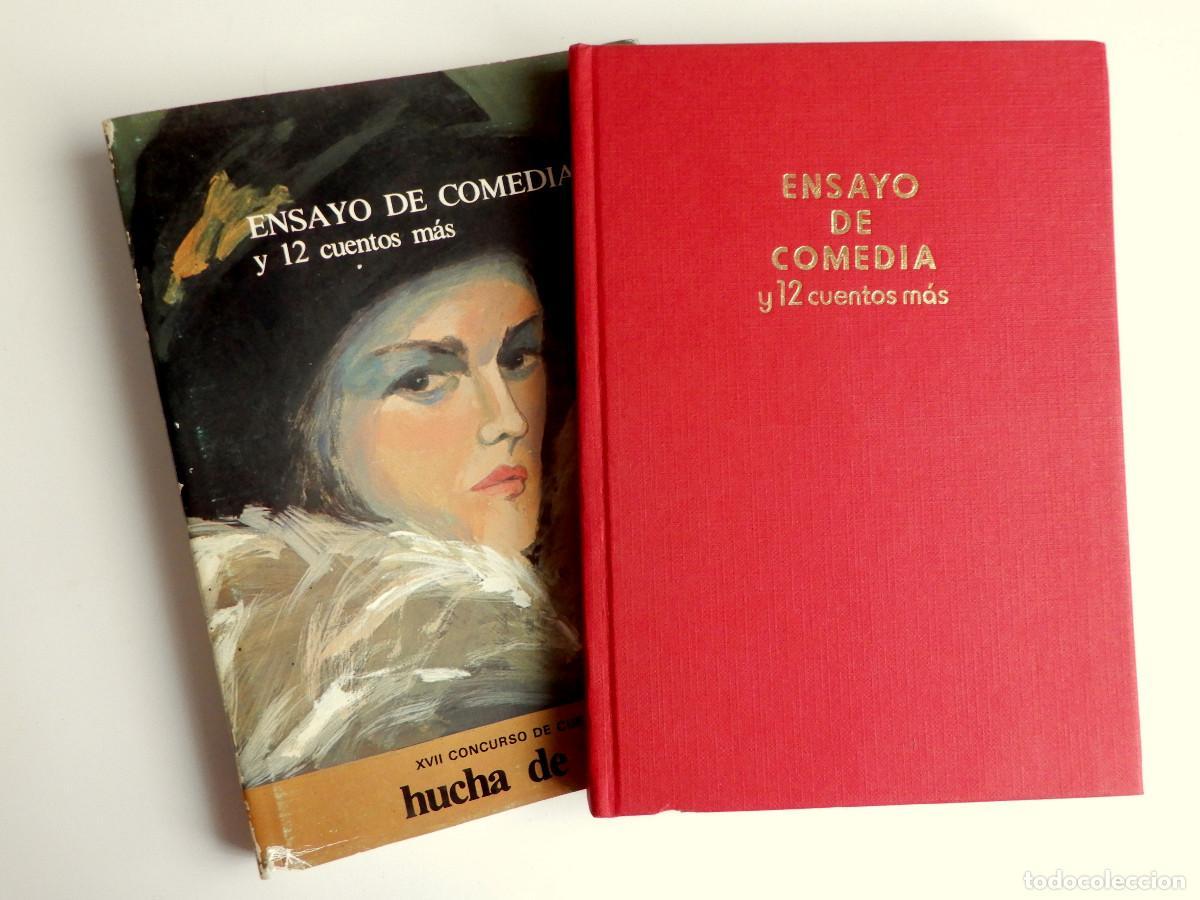 ENSAYO DE COMEDIA
y 12 cuentos más
XVII CONCURSO DE
hucha de
ENSAYO
DE
COMEDIA
y 12 cuentos más
todocoleccion